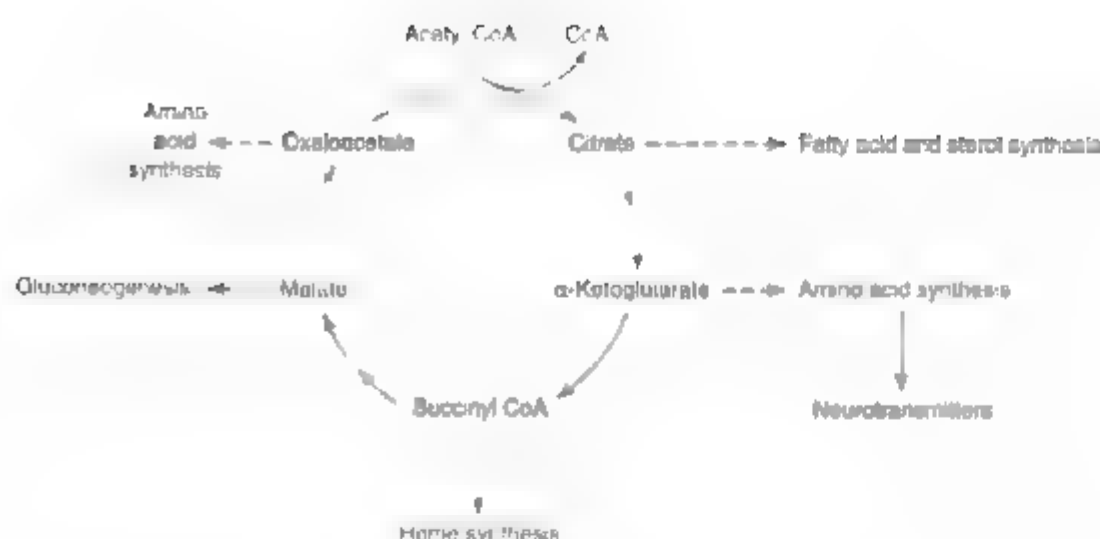 Acetyl CoA CoA
Amino
acid
synthesis
Oxaloacetate
Citrate
Fatty acid and sterol synthesis
Gluconeogenesis
Malate
α-Ketoglutarate
Amino acid synthesis
Succinyl CoA
Neurotransmitters
Heme synthesis